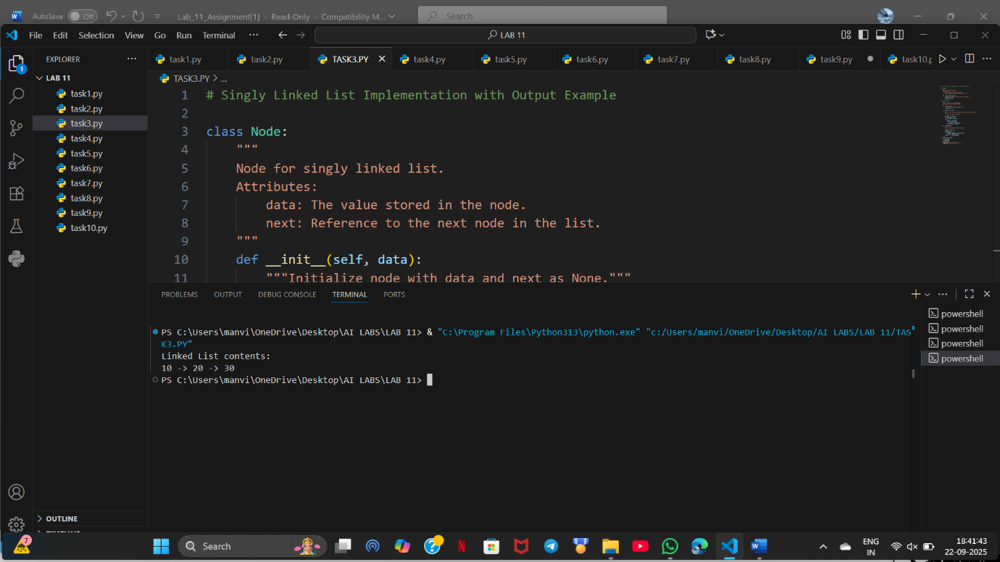 AutoSave Off Lab_11_Assignment[1] - Read-Only - Compatibility M... Search
File Edit Selection View Go Run Terminal ... LAB 11
EXPLORER ... task1.py task2.py TASK3.PY task4.py task5.py task6.py task7.py task8.py task9.py task10.p ...
1
LAB 11
task1.py
task2.py
task3.py
task4.py
task5.py
task6.py
task7.py
task8.py
task9.py
task10.py
OUTLINE
TASK3.PY > ...
1 # Singly Linked List Implementation with Output Example
2
3 class Node:
4 """
5 Node for singly linked list.
6 Attributes:
7 data: The value stored in the node.
8 next: Reference to the next node in the list.
9 """
10 def __init__(self, data):
11 """Initialize node with data and next as None."""
PROBLEMS OUTPUT DEBUG CONSOLE TERMINAL PORTS
PS C:\Users\manvi\OneDrive\Desktop\AI LABS\LAB 11> & "C:\Program Files\Python313\python.exe" "c:/Users/manvi/OneDrive/Desktop/AI LABS/LAB 11/TAS
K3.PY"
Linked List contents:
10 -> 20 -> 30
PS C:\Users\manvi\OneDrive\Desktop\AI LABS\LAB 11>
powershell
powershell
powershell
powershell
7 Search ENG 18:41:43
IN 22-09-2025